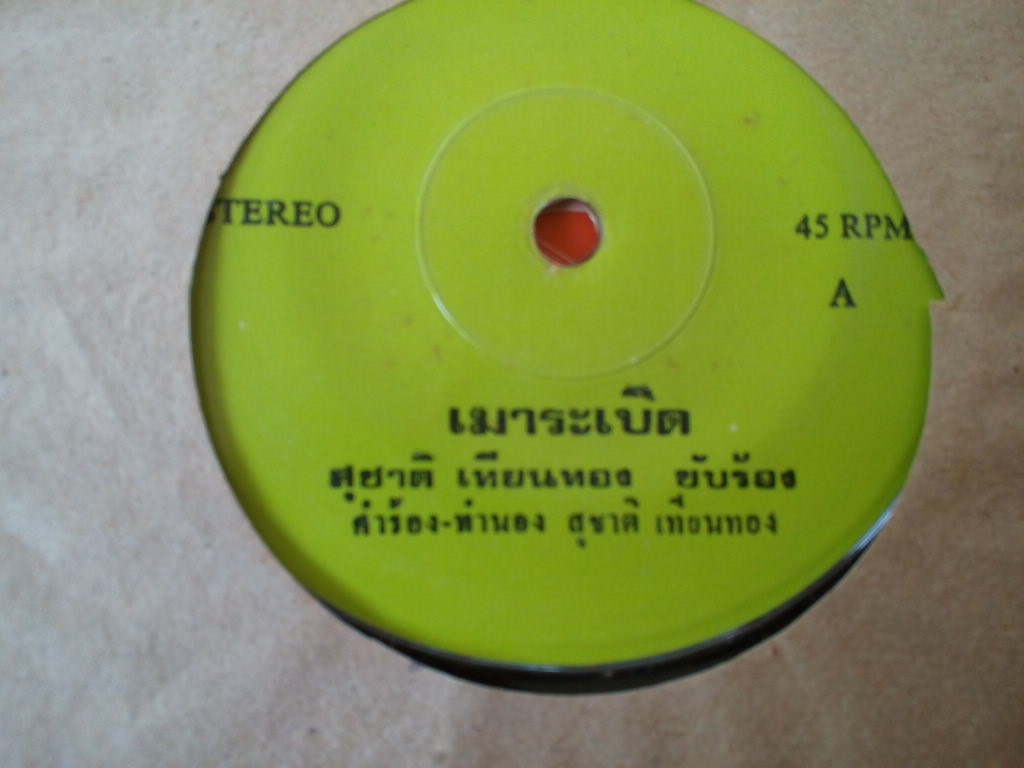 STEREO
45 RPM
A
เมาระเบิด
สุชาติ เทียนทอง ขับร้อง
คำร้อง-ทำนอง สุชาติ เทียนทอง